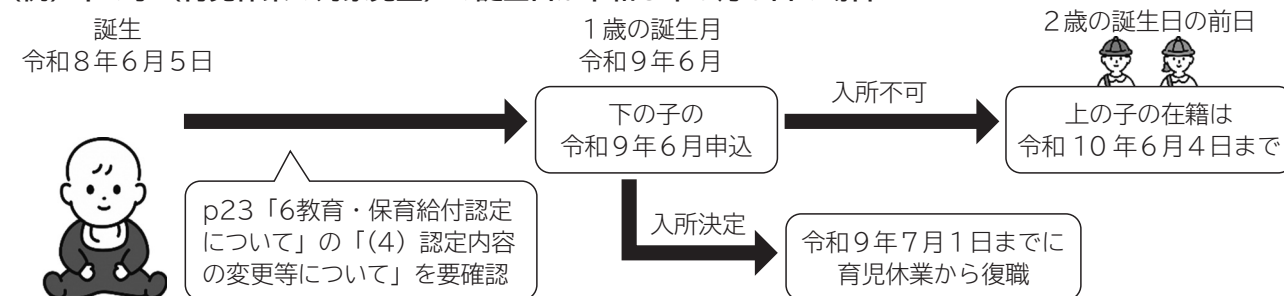 誕生
令和8年6月5日
1歳の誕生月
令和9年6月
2歳の誕生日の前日
下の子の
令和9年6月申込
入所不可
上の子の在籍は
令和10年6月4日まで
p23「6教育・保育給付認定
について」の「(4)認定内容
の変更等について」を要確認
入所決定
令和9年7月1日までに
育児休業から復職